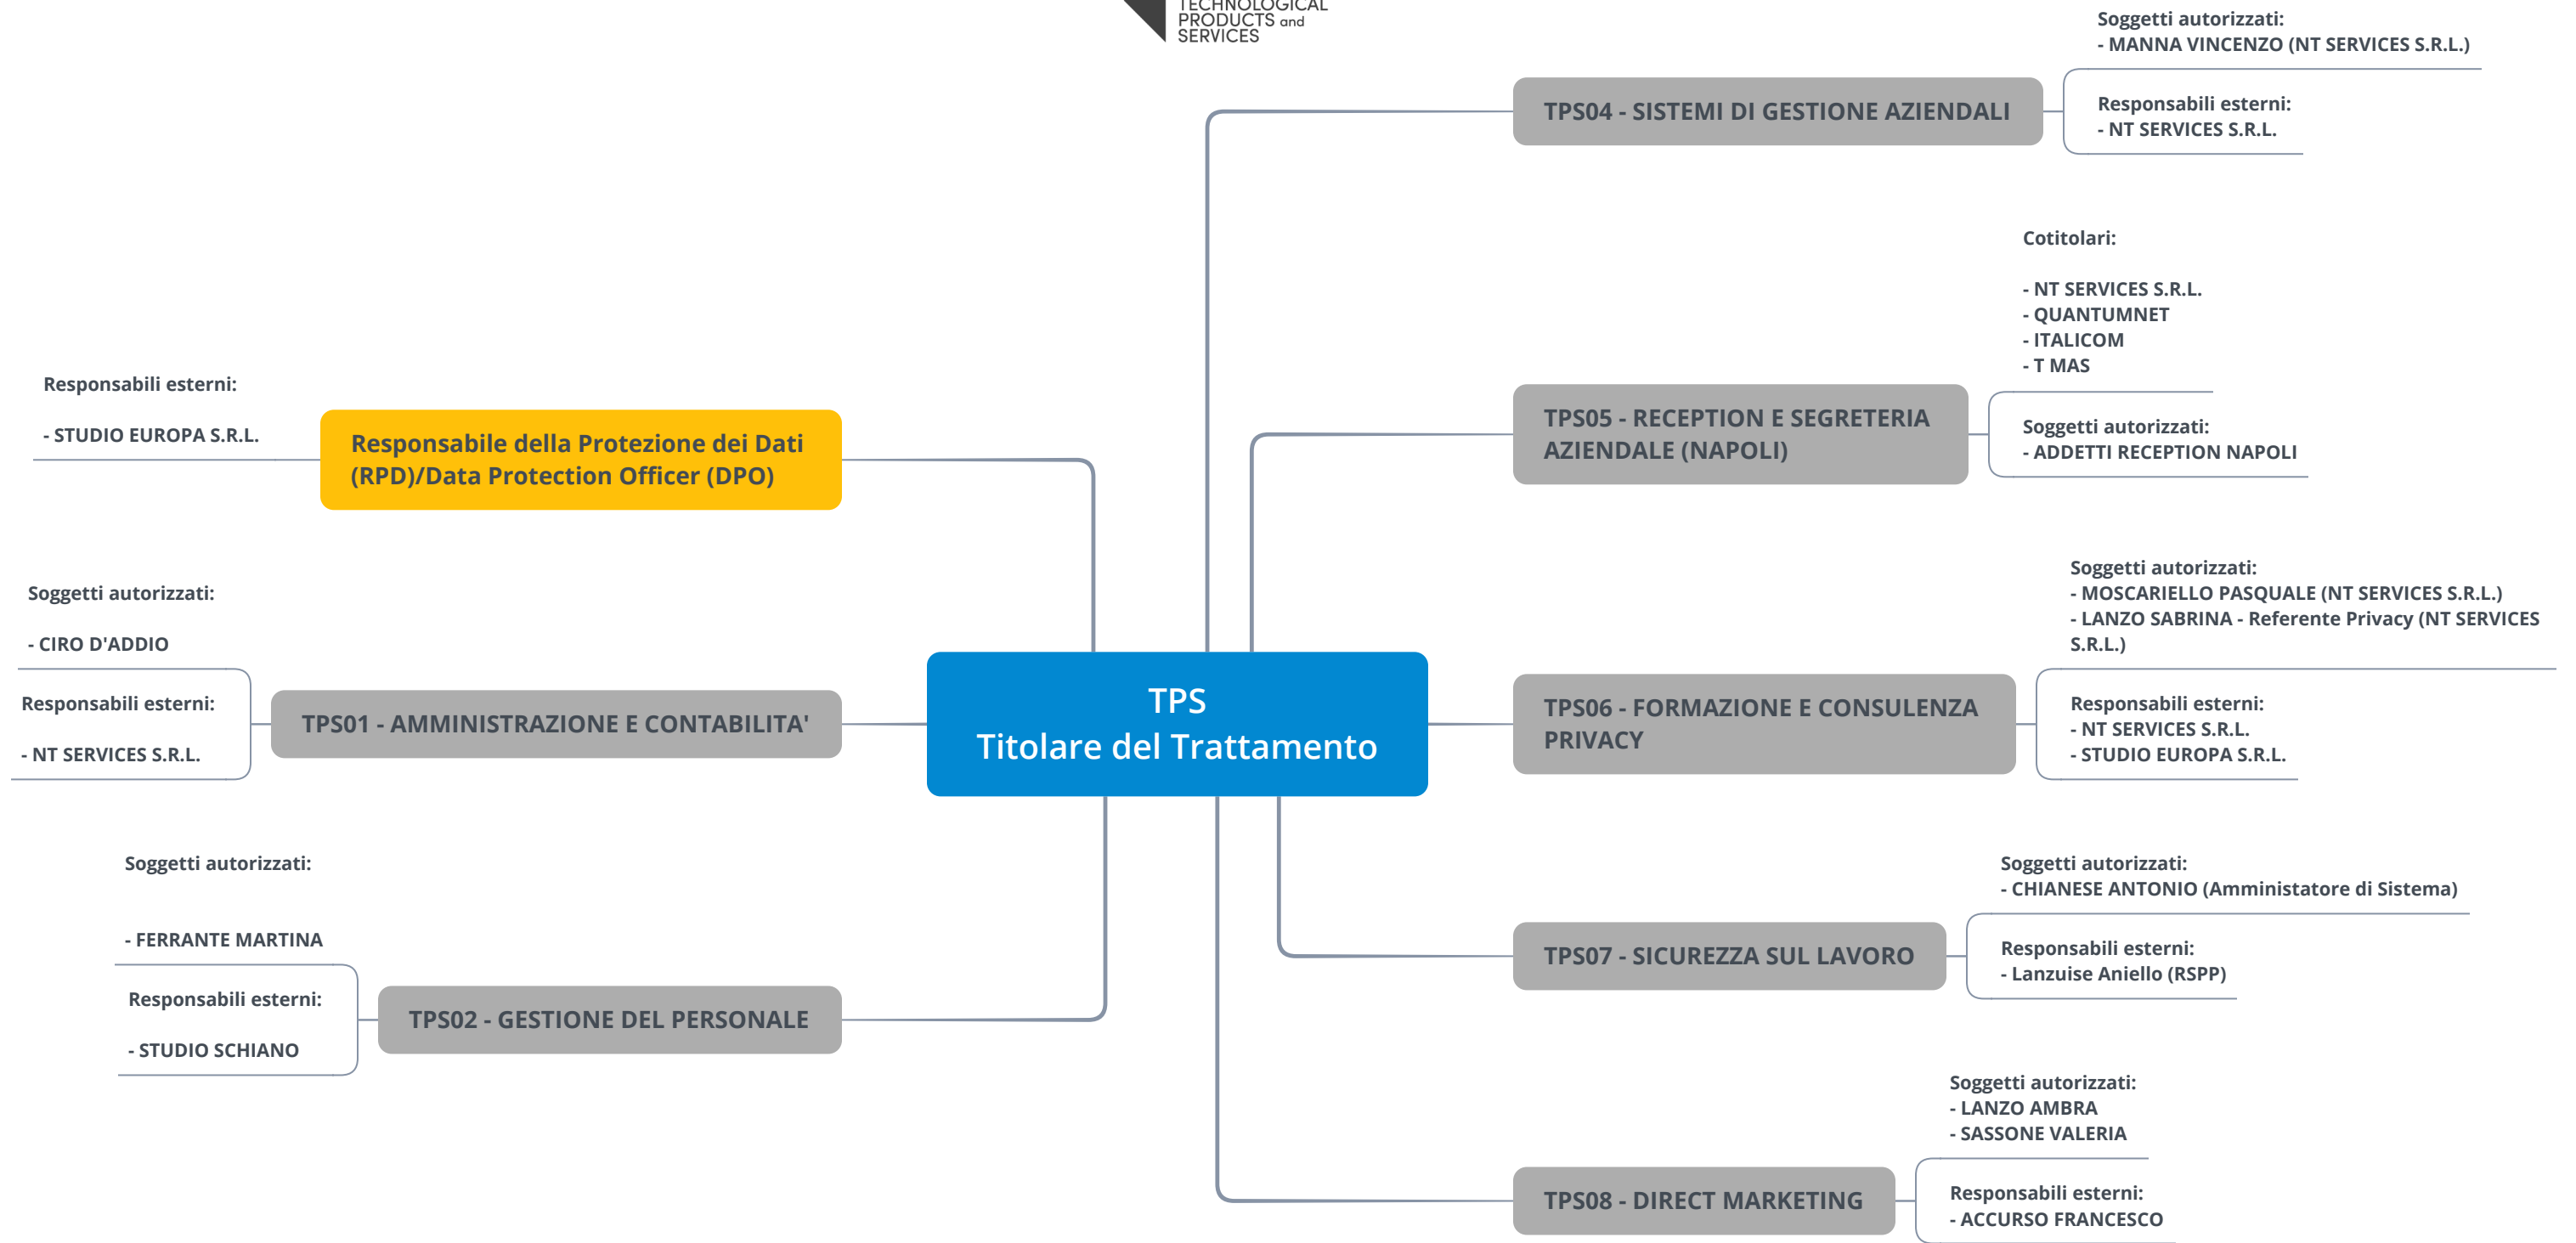 TECHNOLOGICAL
PRODUCTS and
SERVICES
Soggetti autorizzati:
- MANNA VINCENZO (NT SERVICES S.R.L.)
TPS04 - SISTEMI DI GESTIONE AZIENDALI
Responsabili esterni:
- NT SERVICES S.R.L.
Cotitolari:
- NT SERVICES S.R.L.
- QUANTUMNET
- ITALICOM
- T MAS
TPS05 - RECEPTION E SEGRETERIA
AZIENDALE (NAPOLI)
Soggetti autorizzati:
- ADDETTI RECEPTION NAPOLI
Responsabili esterni:
- STUDIO EUROPA S.R.L.
Responsabile della Protezione dei Dati
(RPD)/Data Protection Officer (DPO)
Soggetti autorizzati:
- CIRO D'ADDIO
Responsabili esterni:
- NT SERVICES S.R.L.
TPS01 - AMMINISTRAZIONE E CONTABILITA'
TPS
Titolare del Trattamento
Soggetti autorizzati:
- MOSCARIELLO PASQUALE (NT SERVICES S.R.L.)
- LANZO SABRINA - Referente Privacy (NT SERVICES
S.R.L.)
TPS06 - FORMAZIONE E CONSULENZA
PRIVACY
Responsabili esterni:
- NT SERVICES S.R.L.
- STUDIO EUROPA S.R.L.
Soggetti autorizzati:
- FERRANTE MARTINA
Responsabili esterni:
- STUDIO SCHIANO
TPS02 - GESTIONE DEL PERSONALE
Soggetti autorizzati:
- CHIANESE ANTONIO (Amministatore di Sistema)
TPS07 - SICUREZZA SUL LAVORO
Responsabili esterni:
- Lanzuise Aniello (RSPP)
Soggetti autorizzati:
- LANZO AMBRA
- SASSONE VALERIA
TPS08 - DIRECT MARKETING
Responsabili esterni:
- ACCURSO FRANCESCO